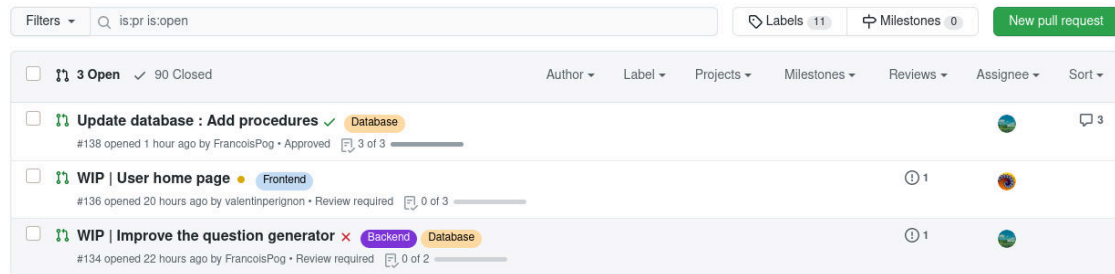 Filters is:pr is:open Labels 11 Milestones 0 New pull request
3 Open 90 Closed Author Label Projects Milestones Reviews Assignee Sort
Update database : Add procedures Database 3
#138 opened 1 hour ago by FrancoisPog • Approved 3 of 3
WIP | User home page Frontend 1
#136 opened 20 hours ago by valentinperignon • Review required 0 of 3
WIP | Improve the question generator Backend Database 1
#134 opened 22 hours ago by FrancoisPog • Review required 0 of 2